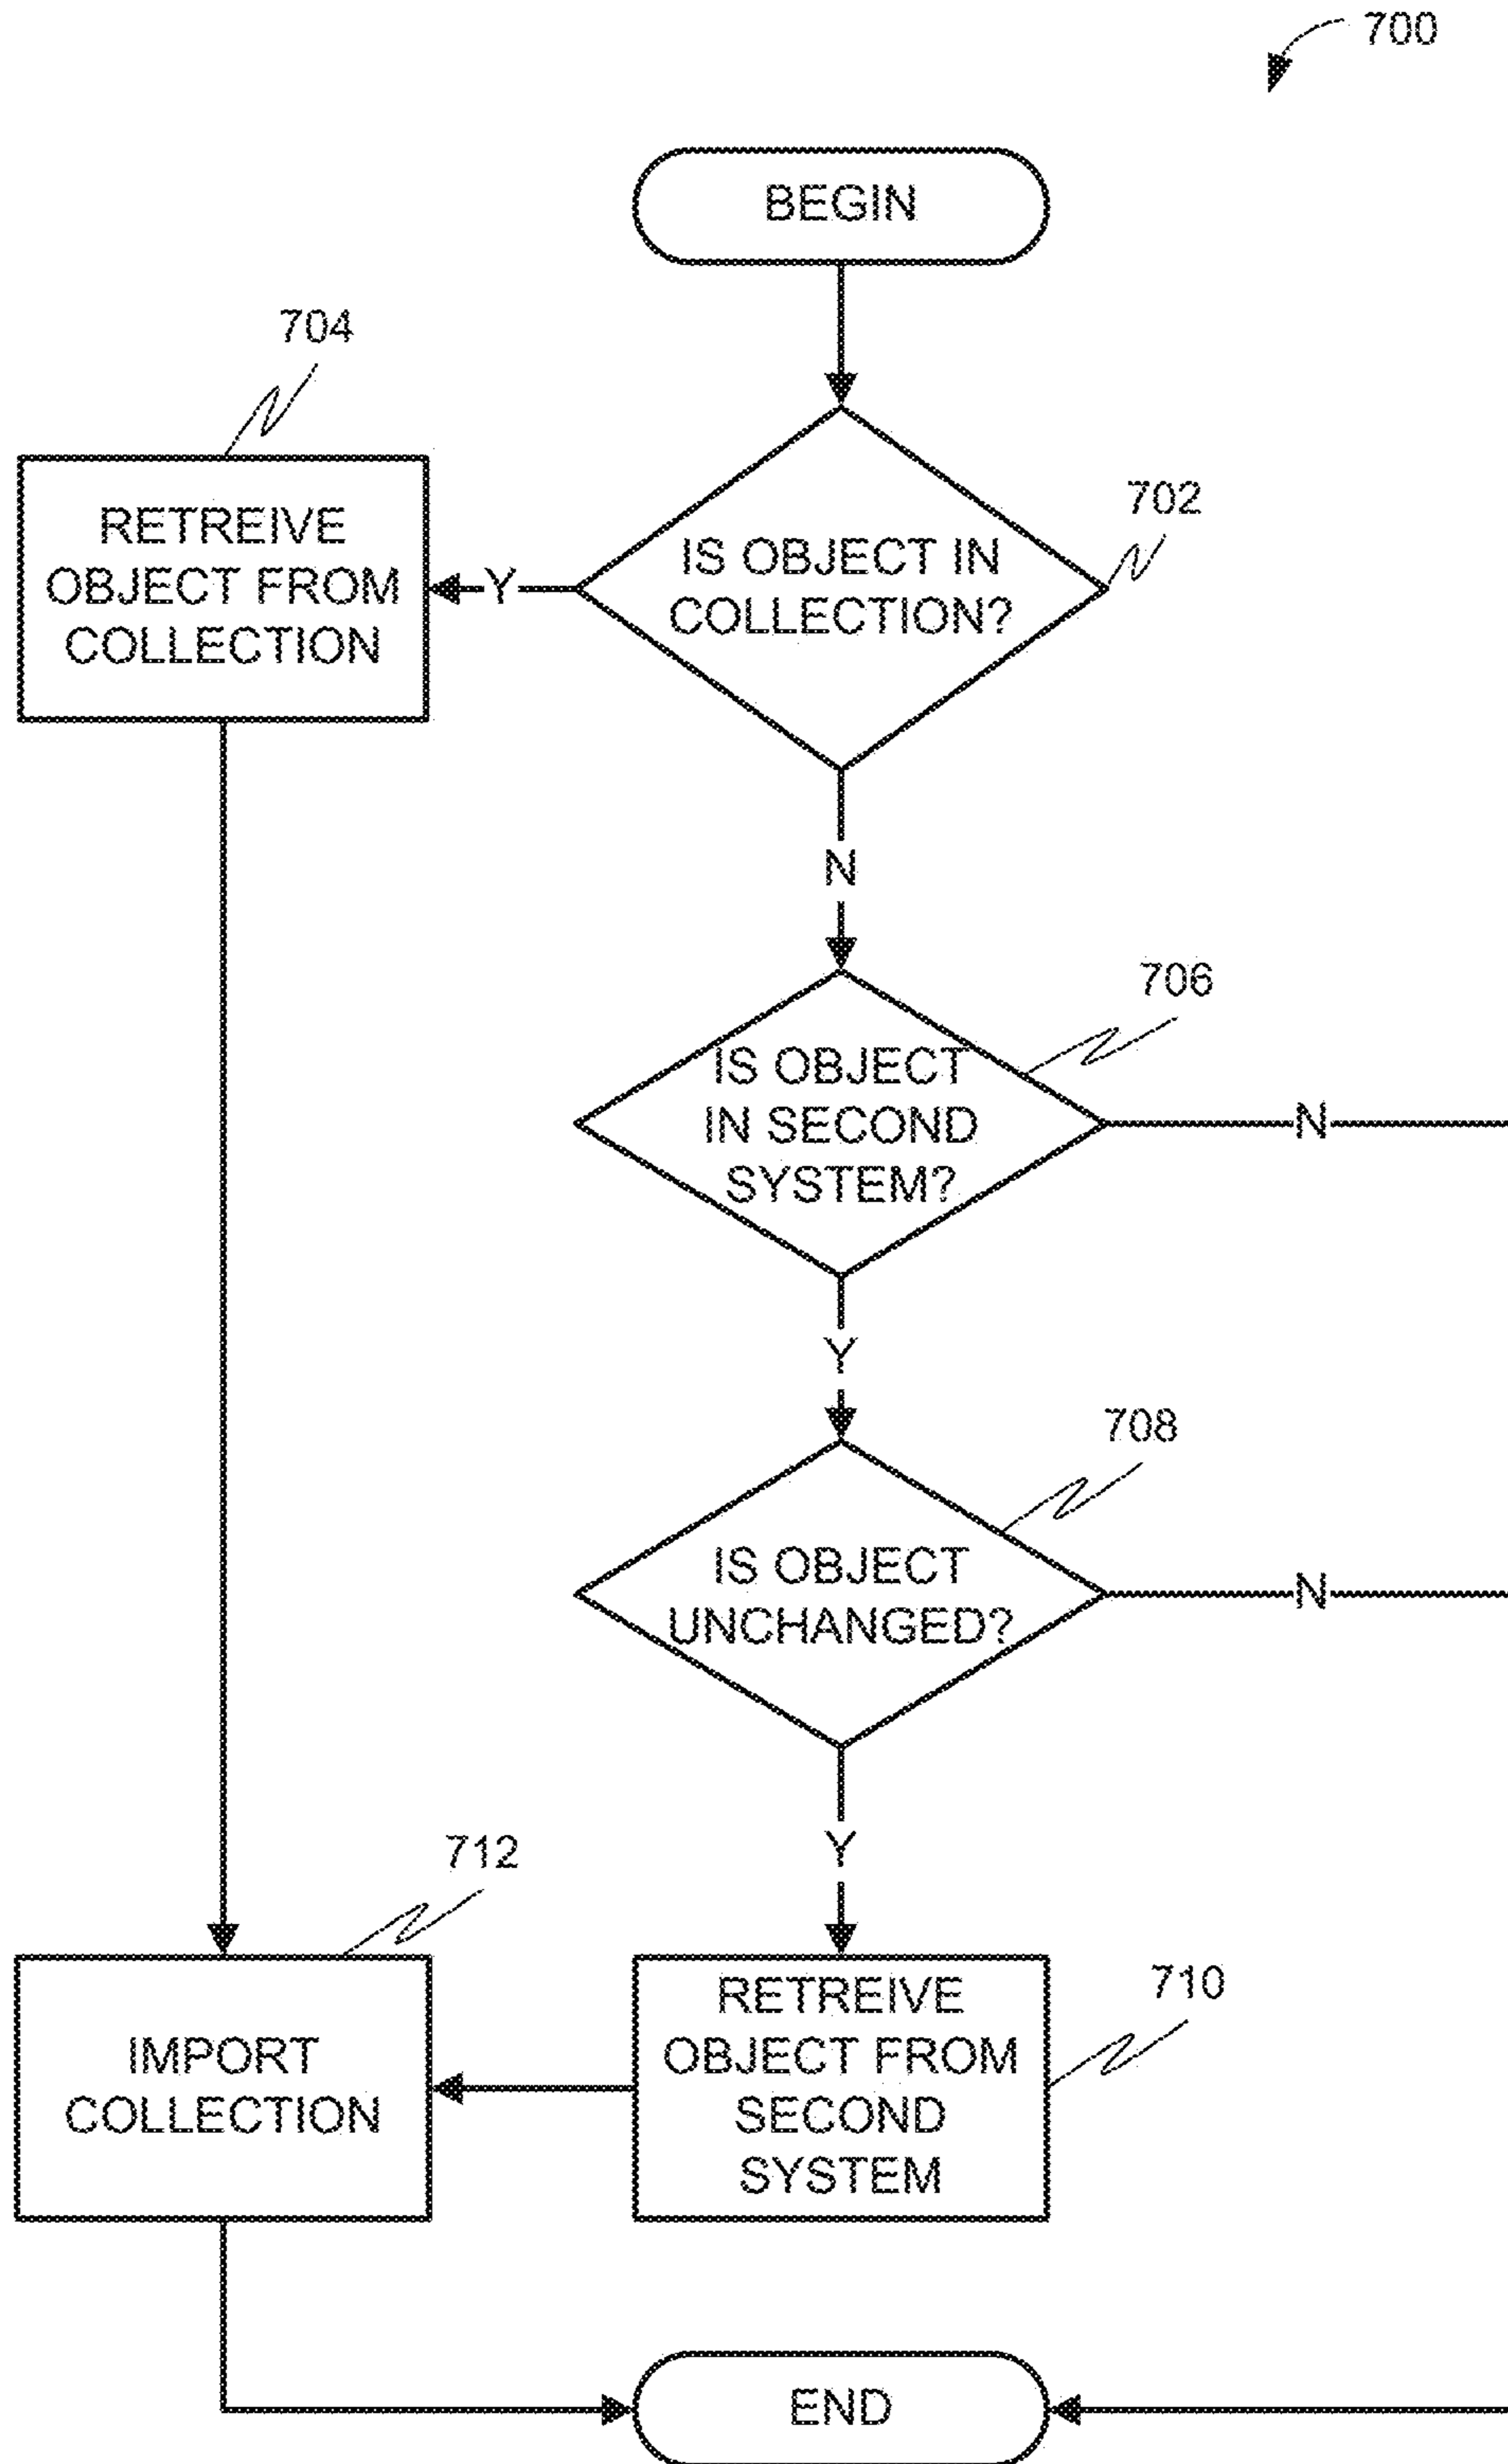 700
BEGIN
704
RETREIVE
OBJECT FROM
COLLECTION
Y
702
IS OBJECT IN
COLLECTION?
N
706
IS OBJECT
IN SECOND
SYSTEM?
N
Y
708
IS OBJECT
UNCHANGED?
N
Y
712
IMPORT
COLLECTION
710
RETREIVE
OBJECT FROM
SECOND
SYSTEM
END